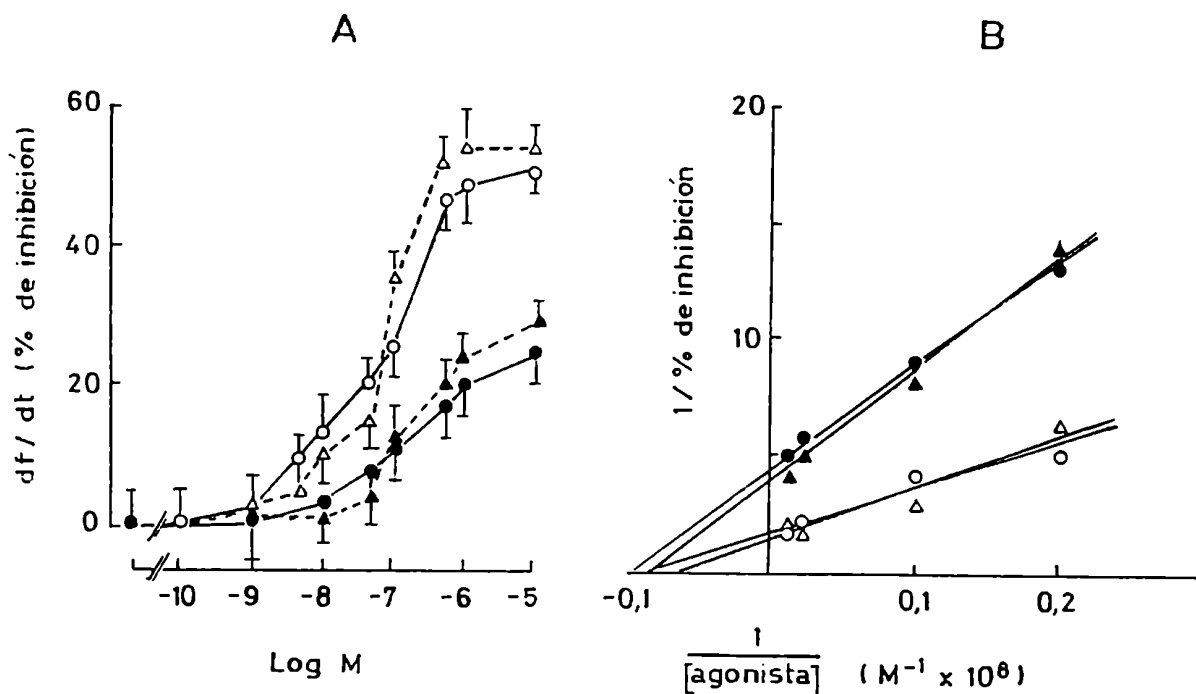 A
60
40
20
0
df/dt (% de inhibición)
-10 -9 -8 -7 -6 -5
Log M
B
20
10
1/% de inhibición
-0,1 0,1 0,2
1
[agonista] (M⁻¹ x 10⁸)